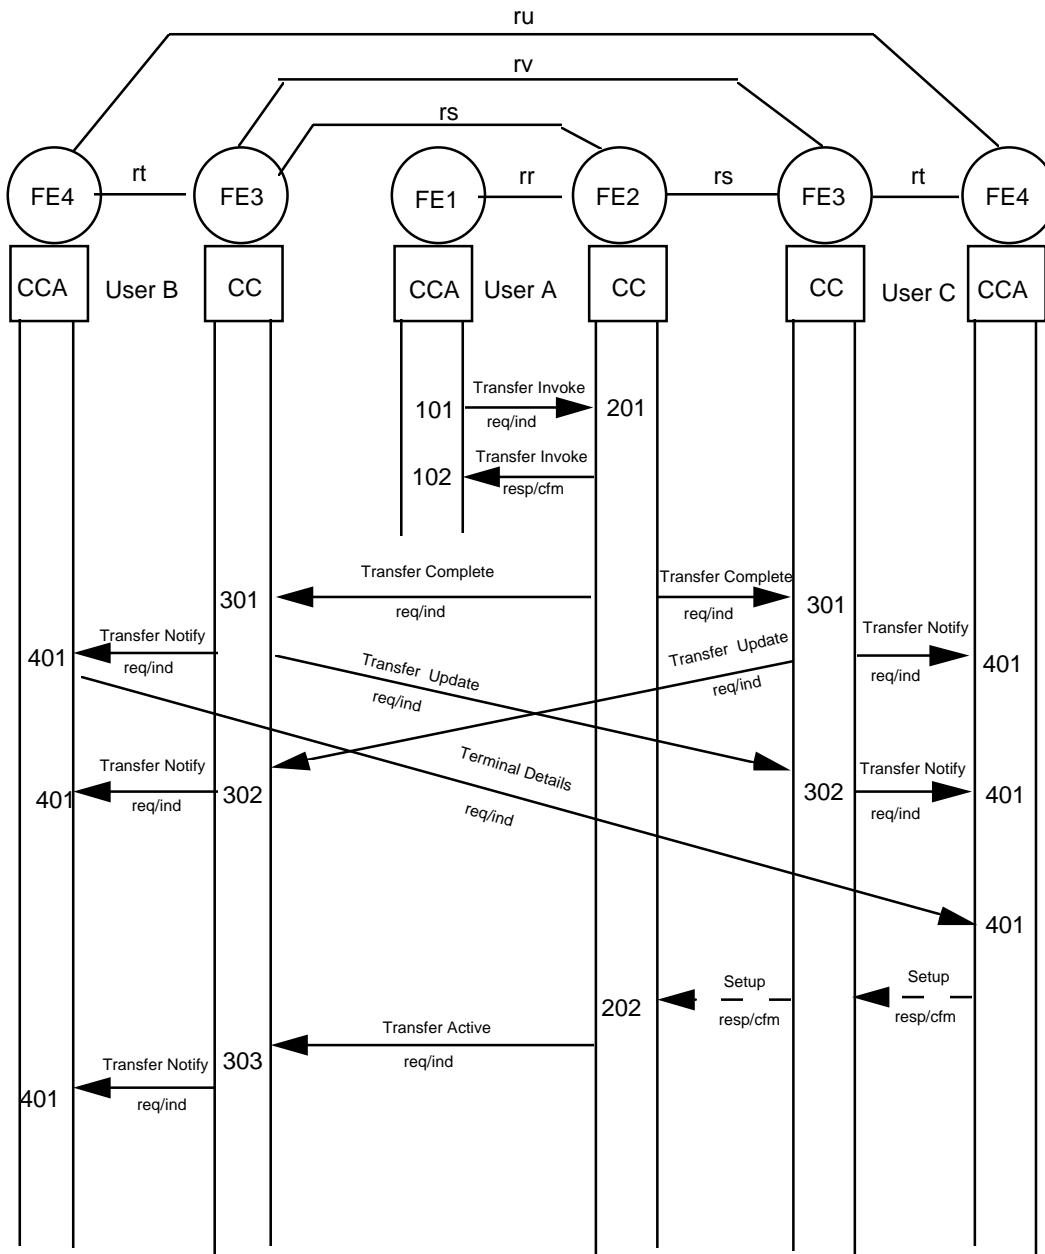 ru
rv
rs
rt
rr
rs
rt
FE4
FE3
FE1
FE2
FE3
FE4
CCA
User B
CC
CCA
User A
CC
CC
User C
CCA
Transfer Invoke
101
201
req/ind
Transfer Invoke
102
resp/cfm
Transfer Complete
Transfer Complete
301
301
req/ind
req/ind
Transfer Notify
Transfer Update
Transfer Notify
401
Transfer Update
401
req/ind
req/ind
req/ind
req/ind
Transfer Notify
Terminal Details
Transfer Notify
401
302
302
401
req/ind
req/ind
req/ind
401
Setup
Setup
202
resp/cfm
resp/cfm
Transfer Active
303
req/ind
Transfer Notify
401
req/ind